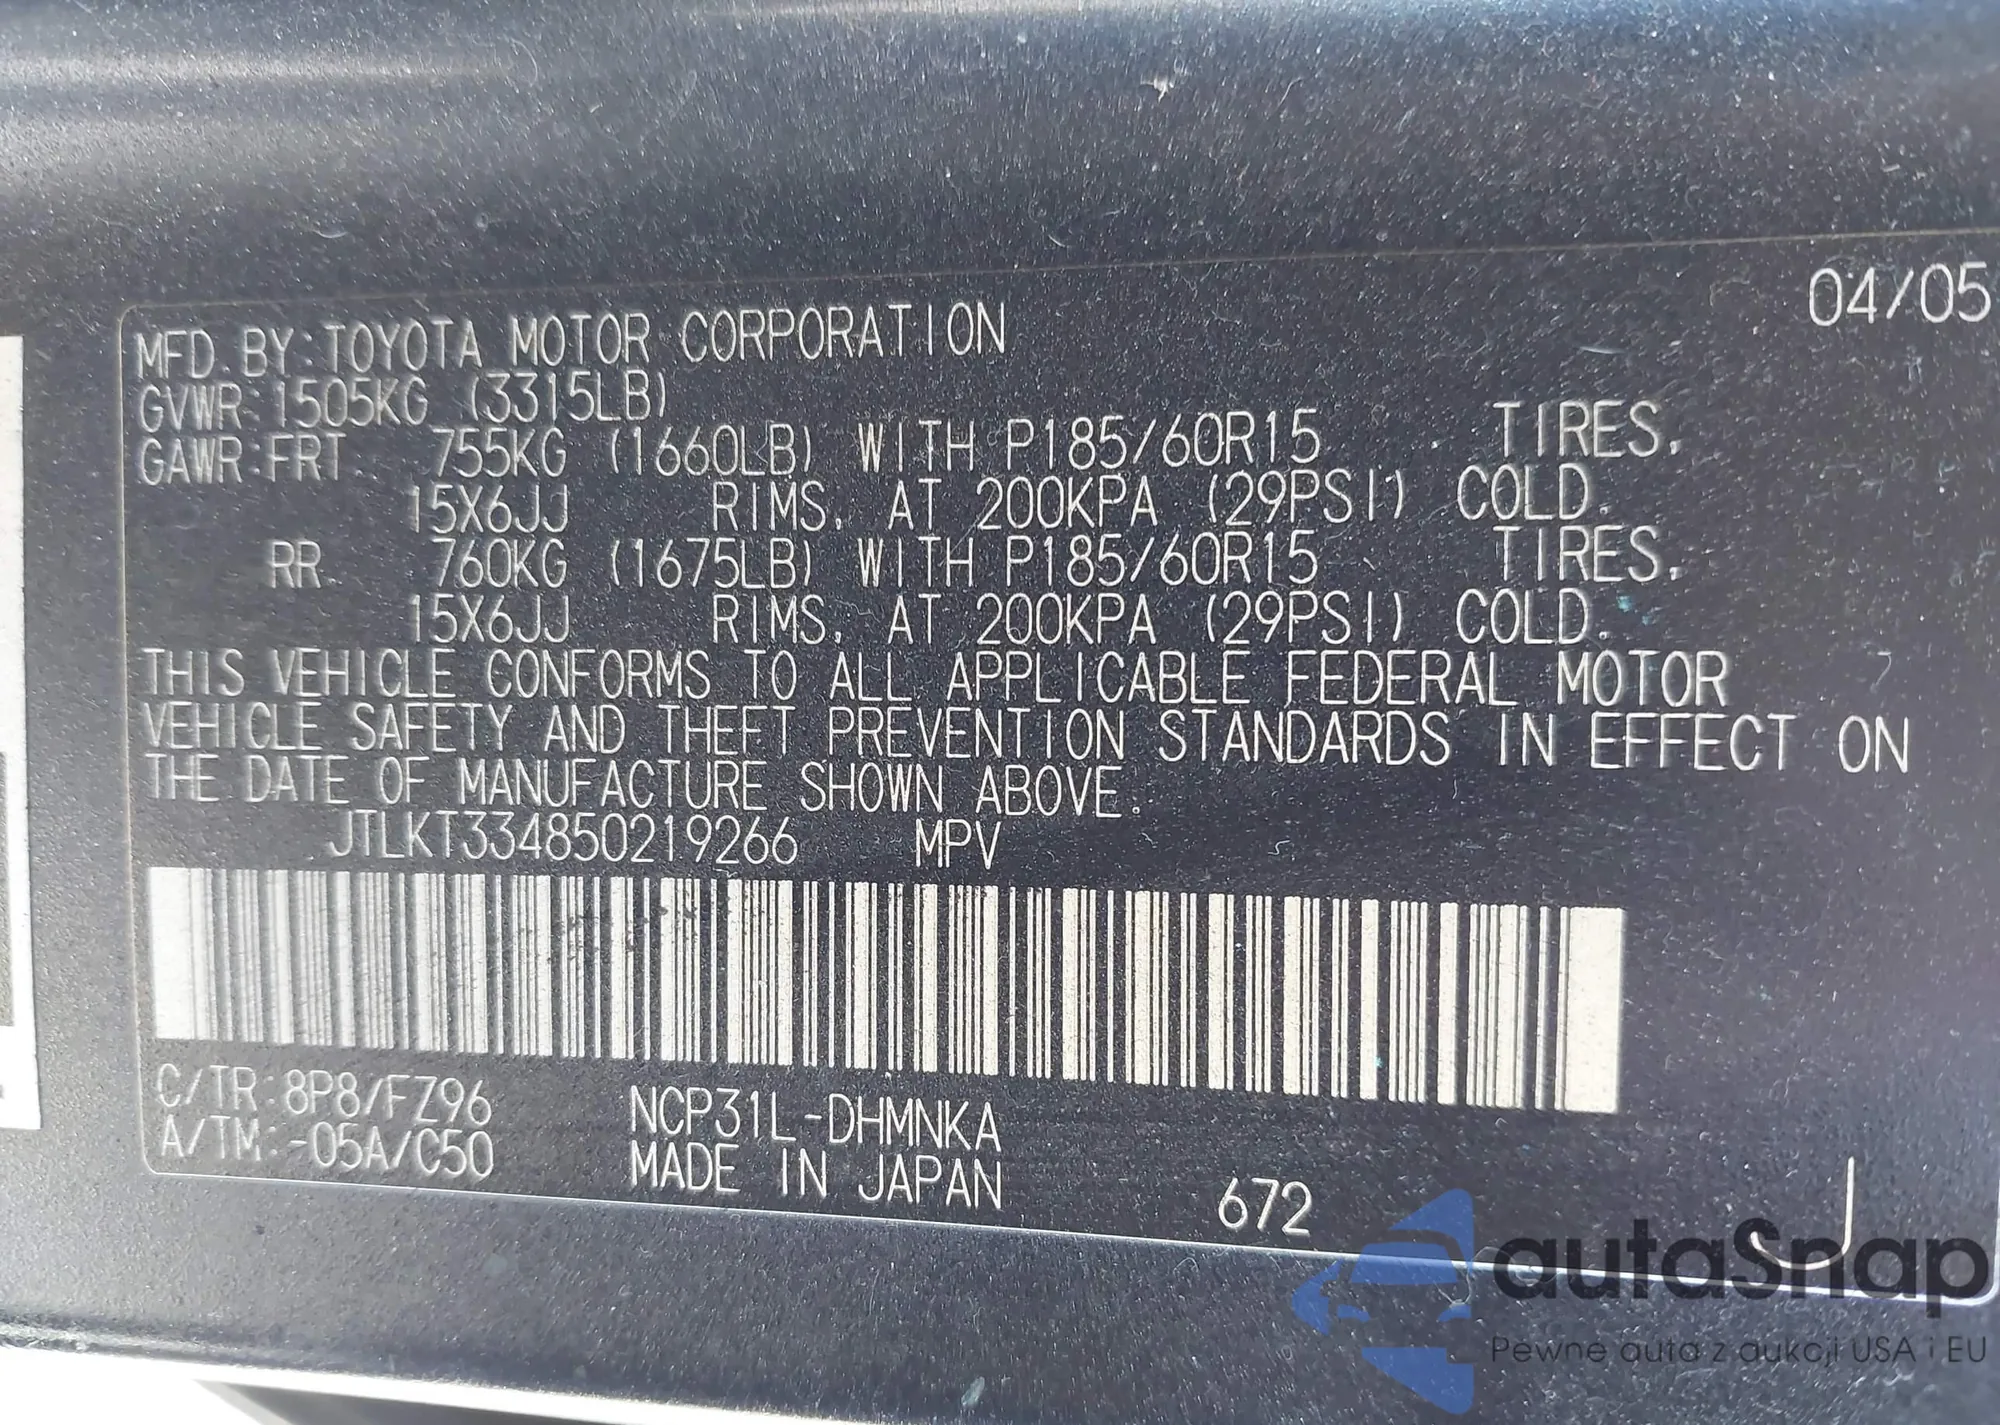 04/05
MFD. BY: TOYOTA MOTOR CORPORATION
GVWR: 1505KG (3315LB)
GAWR: FRT 755KG (1660LB) WITH P185/60R15 TIRES,
15X6JJ RIMS, AT 200KPA (29PSI) COLD.
RR 760KG (1675LB) WITH P185/60R15 TIRES,
15X6JJ RIMS, AT 200KPA (29PSI) COLD.
THIS VEHICLE CONFORMS TO ALL APPLICABLE FEDERAL MOTOR
VEHICLE SAFETY AND THEFT PREVENTION STANDARDS IN EFFECT ON
THE DATE OF MANUFACTURE SHOWN ABOVE.
JTLKT334850219266 MPV
C/TR: 8P8/FZ96 NCP31L-DHMNKA
A/TM: -05A/C50 MADE IN JAPAN
672 J
autaSnap
Pewne auta z aukcji USA i EU